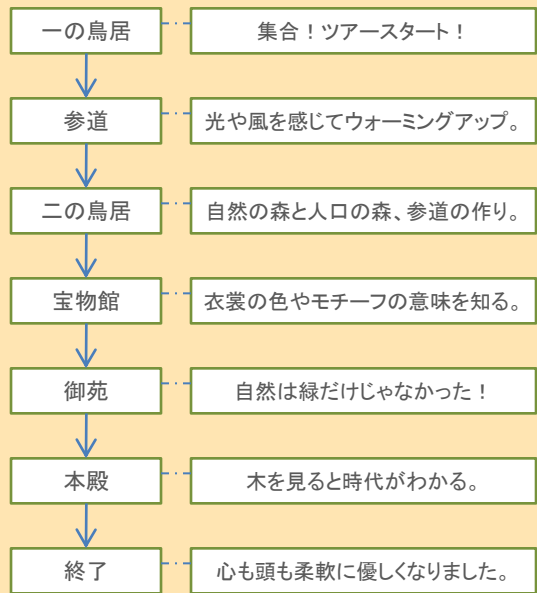 一の鳥居
集合！ツアースタート！
参道
光や風を感じてウォーミングアップ。
二の鳥居
自然の森と人口の森、参道の作り。
宝物館
衣裳の色やモチーフの意味を知る。
御苑
自然は緑だけじゃなかった！
本殿
木を見ると時代がわかる。
終了
心も頭も柔軟に優しくなりました。